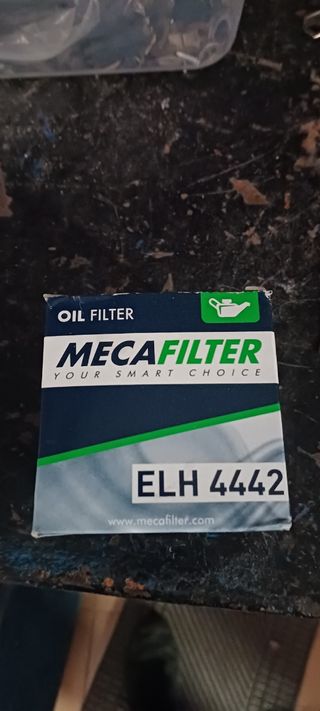 OIL FILTER
MECAFILTER
YOUR SMART CHOICE
ELH 4442
www.mecafilter.com